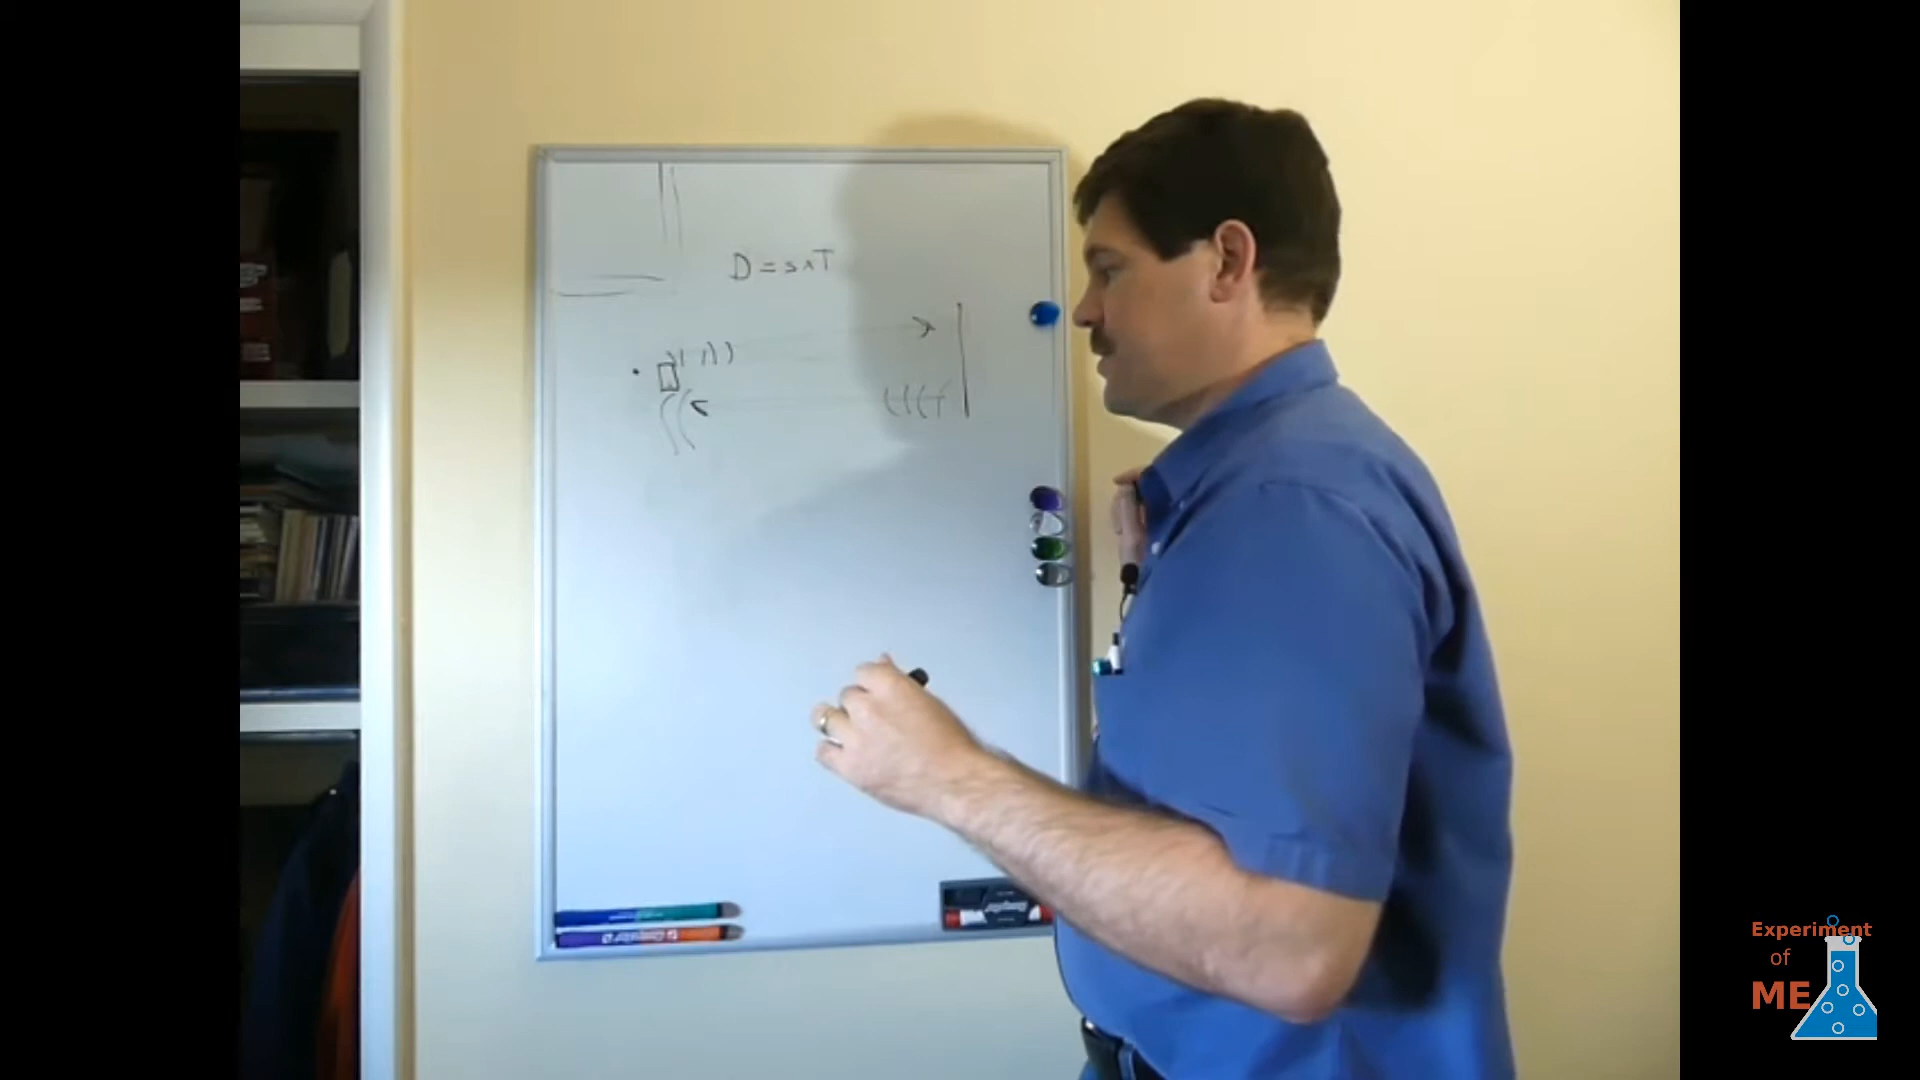 D = s x T
Experiment
of
ME